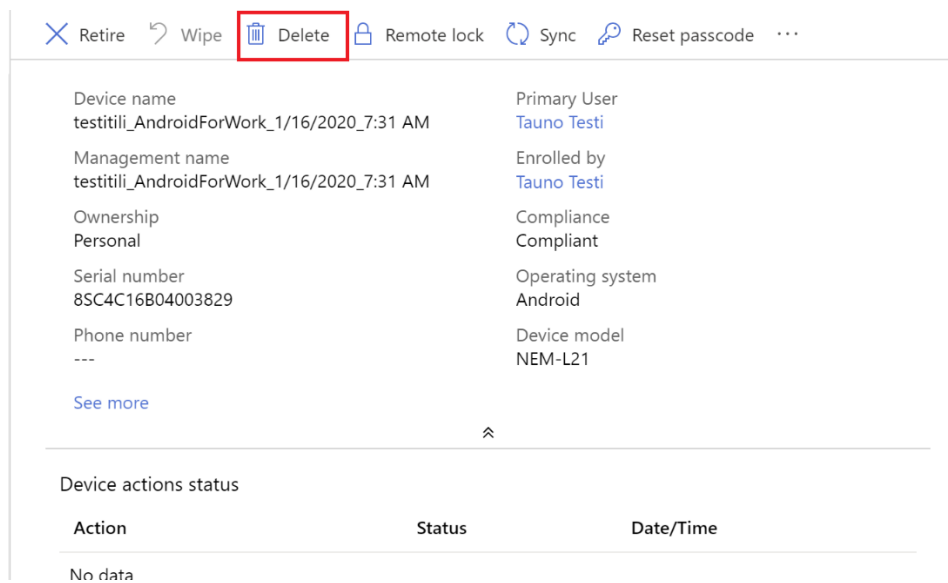 Retire Wipe Delete Remote lock Sync Reset passcode ···
Device name
testitili_AndroidForWork_1/16/2020_7:31 AM
Management name
testitili_AndroidForWork_1/16/2020_7:31 AM
Ownership
Personal
Serial number
8SC4C16B04003829
Phone number
---
See more
Primary User
Tauno Testi
Enrolled by
Tauno Testi
Compliance
Compliant
Operating system
Android
Device model
NEM-L21
Device actions status
Action Status Date/Time
No data